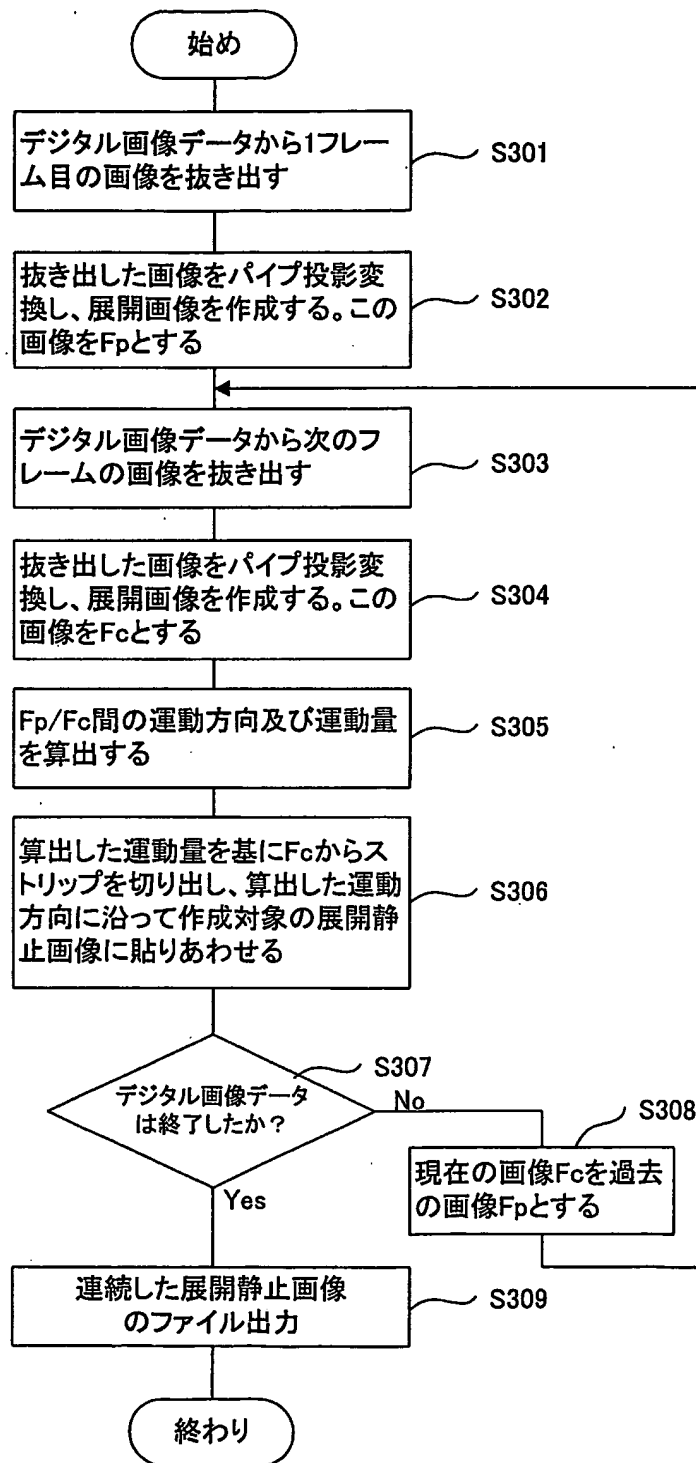 始め
デジタル画像データから1フレー
ム目の画像を抜き出す
S301
抜き出した画像をパイプ投影変
換し、展開画像を作成する。この
画像をFpとする
S302
デジタル画像データから次のフ
レームの画像を抜き出す
S303
抜き出した画像をパイプ投影変
換し、展開画像を作成する。この
画像をFcとする
S304
Fp/Fc間の運動方向及び運動量
を算出する
S305
算出した運動量を基にFcからス
トリップを切り出し、算出した運動
方向に沿って作成対象の展開静
止画像に貼りあわせる
S306
S307
デジタル画像データ
は終了したか？
No
S308
現在の画像Fcを過去
の画像Fpとする
Yes
連続した展開静止画像
のファイル出力
S309
終わり